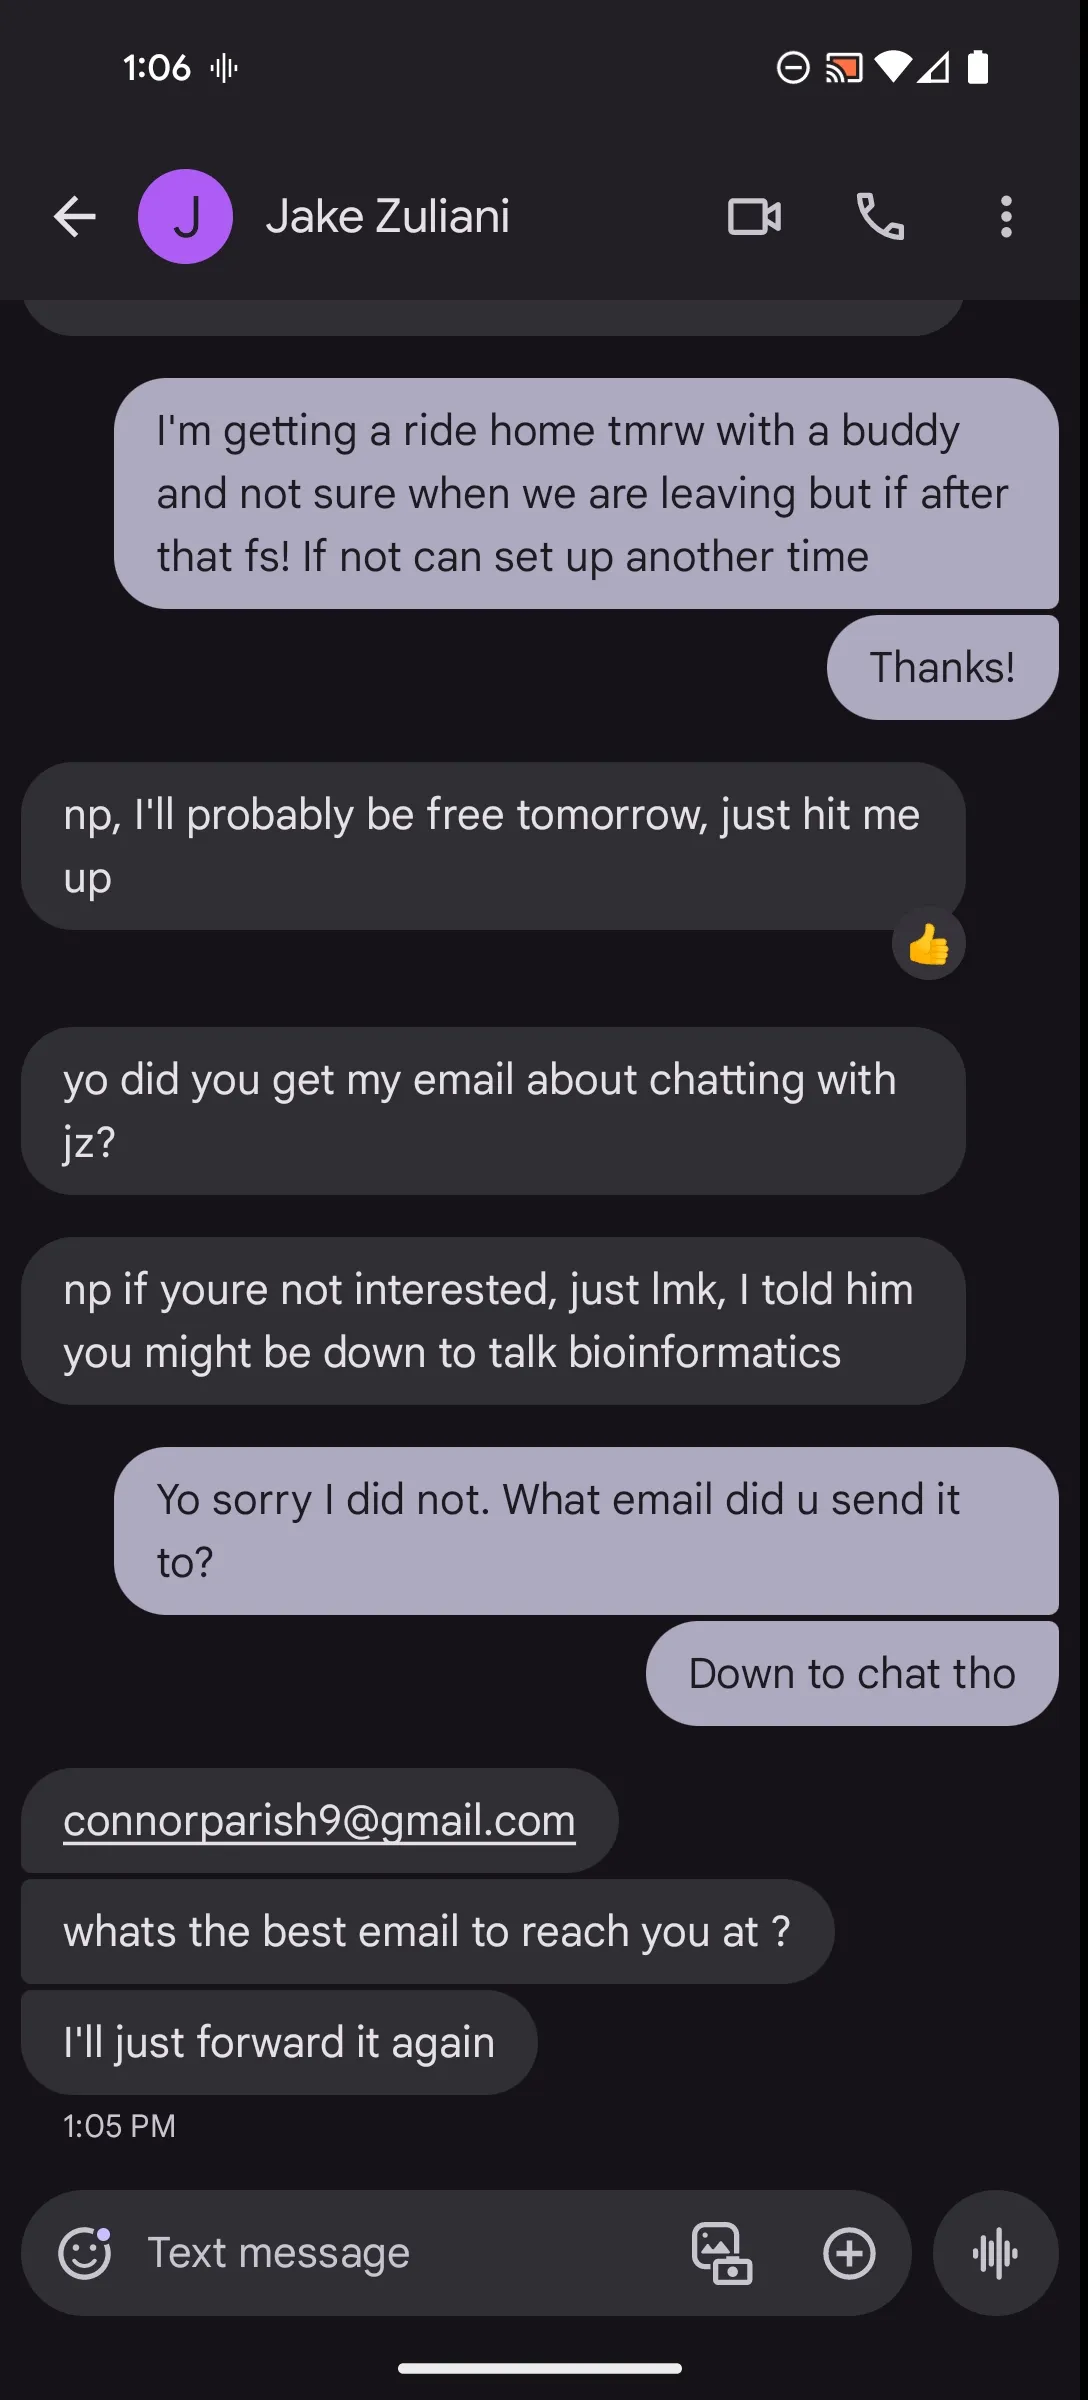 1:06
J
Jake Zuliani
I'm getting a ride home tmrw with a buddy
and not sure when we are leaving but if after
that fs! If not can set up another time
Thanks!
np, I'll probably be free tomorrow, just hit me
up
yo did you get my email about chatting with
jz?
np if youre not interested, just lmk, I told him
you might be down to talk bioinformatics
Yo sorry I did not. What email did u send it
to?
Down to chat tho
connorparish9@gmail.com
whats the best email to reach you at ?
I'll just forward it again
1:05 PM
Text message